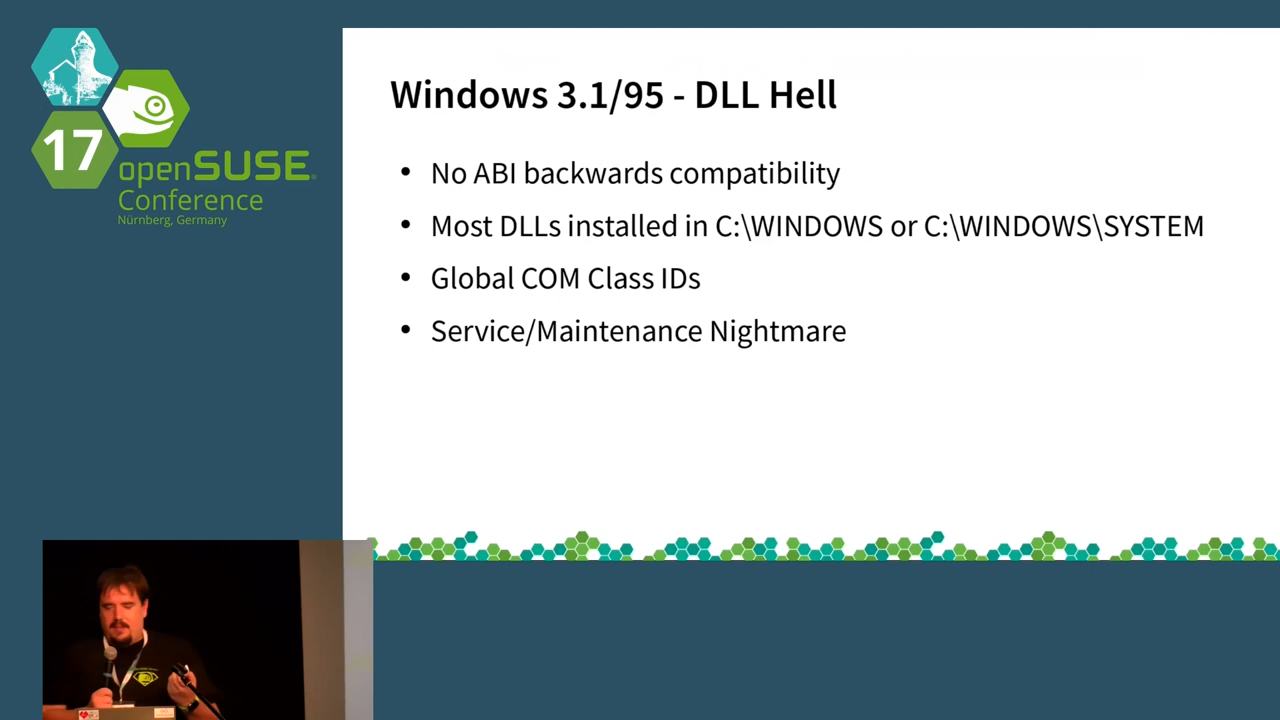 17
openSUSE®
Conference
Nürnberg, Germany
Windows 3.1/95 - DLL Hell
• No ABI backwards compatibility
• Most DLLs installed in C:\WINDOWS or C:\WINDOWS\SYSTEM
• Global COM Class IDs
• Service/Maintenance Nightmare